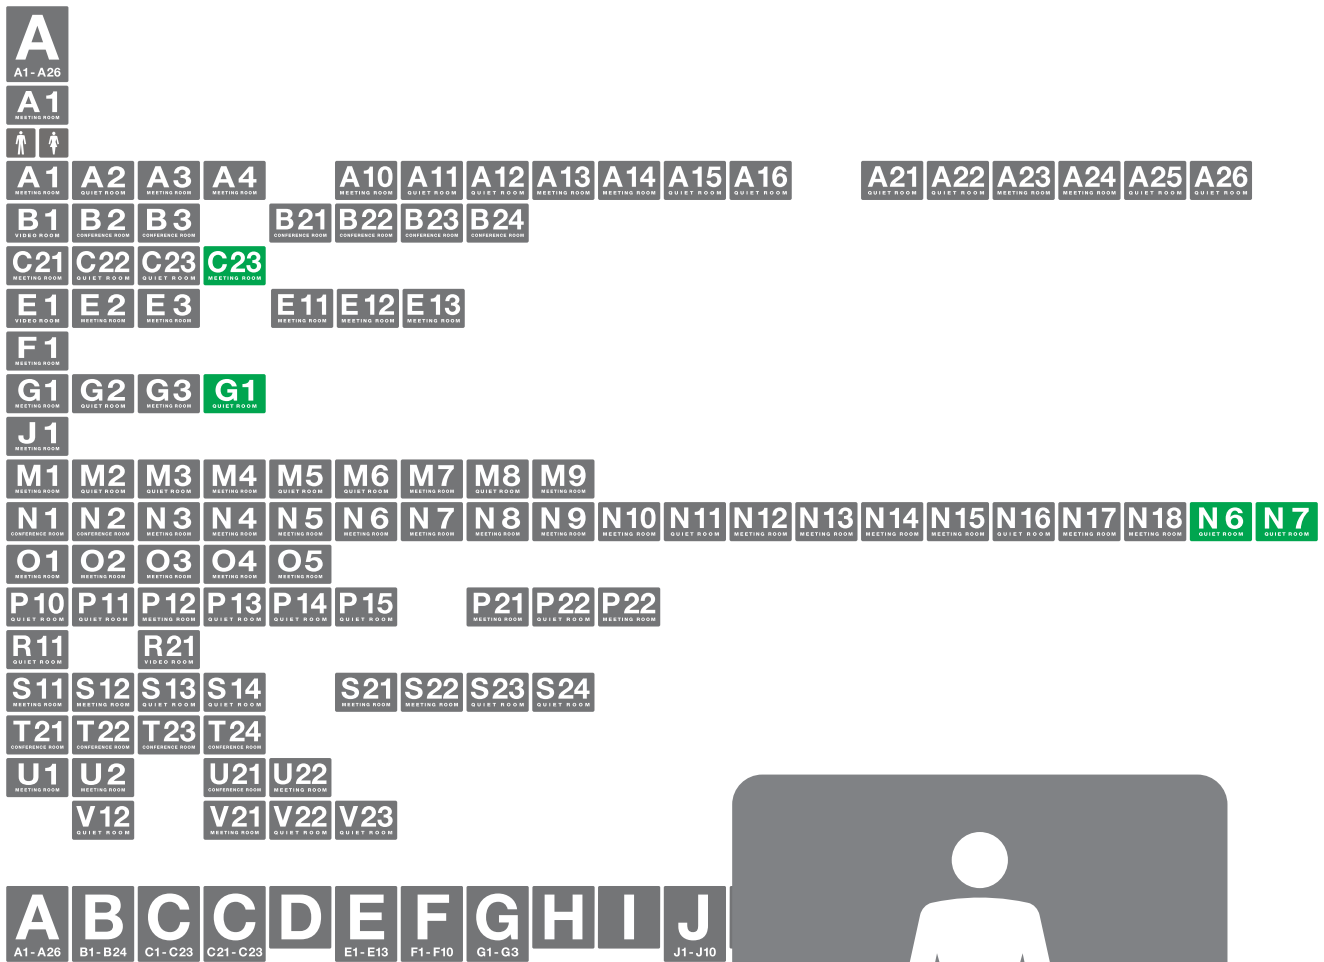 A
A1-A26
A1
MEETING ROOM
A1 A2 A3 A4 A10 A11 A12 A13 A14 A15 A16 A21 A22 A23 A24 A25 A26
MEETING ROOM QUIET ROOM MEETING ROOM MEETING ROOM MEETING ROOM QUIET ROOM QUIET ROOM MEETING ROOM MEETING ROOM QUIET ROOM QUIET ROOM QUIET ROOM QUIET ROOM MEETING ROOM MEETING ROOM QUIET ROOM QUIET ROOM
B1 B2 B3 B21 B22 B23 B24
VIDEO ROOM CONFERENCE ROOM CONFERENCE ROOM CONFERENCE ROOM CONFERENCE ROOM CONFERENCE ROOM CONFERENCE ROOM
C21 C22 C23 C23
MEETING ROOM QUIET ROOM QUIET ROOM MEETING ROOM
E1 E2 E3 E11 E12 E13
VIDEO ROOM MEETING ROOM MEETING ROOM MEETING ROOM MEETING ROOM MEETING ROOM
F1
MEETING ROOM
G1 G2 G3 G1
MEETING ROOM QUIET ROOM MEETING ROOM QUIET ROOM
J1
MEETING ROOM
M1 M2 M3 M4 M5 M6 M7 M8 M9
MEETING ROOM QUIET ROOM QUIET ROOM MEETING ROOM QUIET ROOM QUIET ROOM MEETING ROOM QUIET ROOM MEETING ROOM
N1 N2 N3 N4 N5 N6 N7 N8 N9 N10 N11 N12 N13 N14 N15 N16 N17 N18 N6 N7
CONFERENCE ROOM CONFERENCE ROOM MEETING ROOM MEETING ROOM MEETING ROOM MEETING ROOM MEETING ROOM MEETING ROOM MEETING ROOM MEETING ROOM QUIET ROOM MEETING ROOM MEETING ROOM MEETING ROOM MEETING ROOM QUIET ROOM MEETING ROOM MEETING ROOM QUIET ROOM QUIET ROOM
O1 O2 O3 O4 O5
MEETING ROOM MEETING ROOM MEETING ROOM MEETING ROOM MEETING ROOM
P10 P11 P12 P13 P14 P15 P21 P22 P22
QUIET ROOM QUIET ROOM MEETING ROOM QUIET ROOM QUIET ROOM QUIET ROOM MEETING ROOM QUIET ROOM MEETING ROOM
R11 R21
QUIET ROOM VIDEO ROOM
S11 S12 S13 S14 S21 S22 S23 S24
MEETING ROOM MEETING ROOM QUIET ROOM QUIET ROOM MEETING ROOM MEETING ROOM QUIET ROOM QUIET ROOM
T21 T22 T23 T24
CONFERENCE ROOM CONFERENCE ROOM CONFERENCE ROOM CONFERENCE ROOM
U1 U2 U21 U22
MEETING ROOM MEETING ROOM CONFERENCE ROOM MEETING ROOM
V12 V21 V22 V23
QUIET ROOM MEETING ROOM QUIET ROOM QUIET ROOM
A B C C D E F G H I J
A1-A26 B1-B24 C1-C23 C21-C23 E1-E13 F1-F10 G1-G3 J1-J10